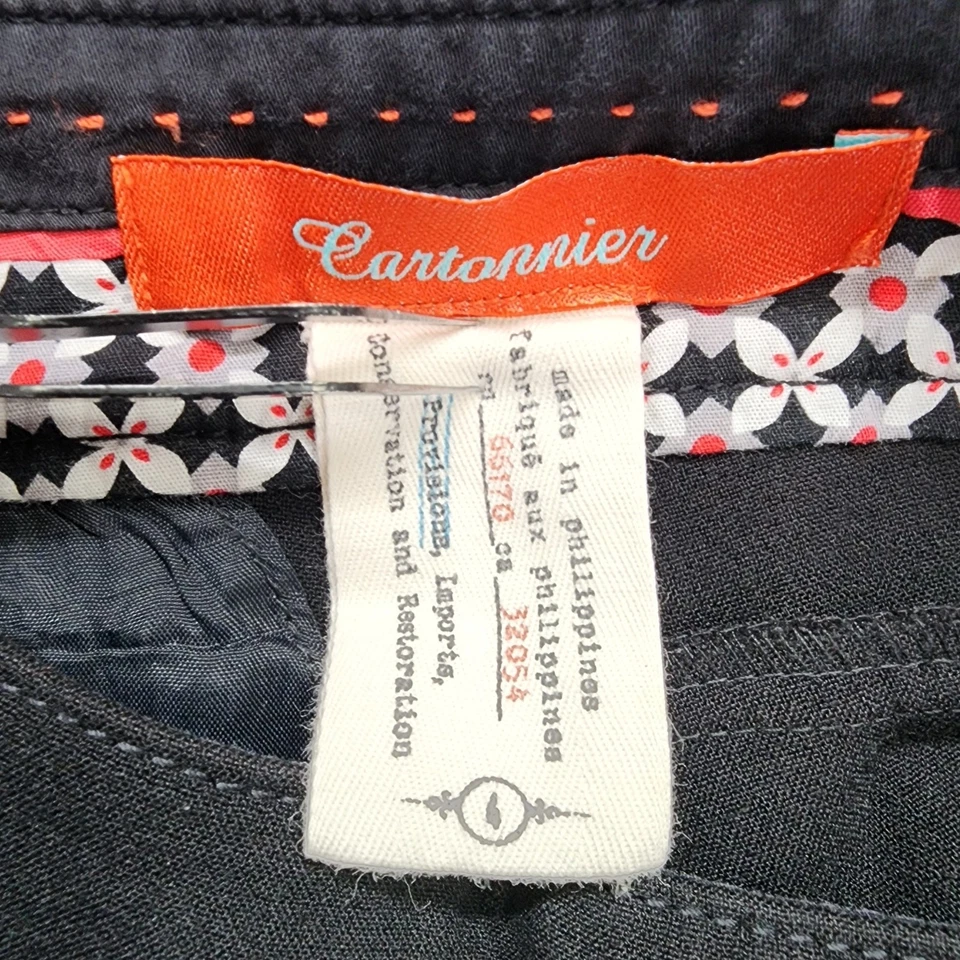 Cartonnier
made in philippines
fabriqué aux philippines
rn 66170 ca 32054
Provisions, Imports,
Conservation and Restoration